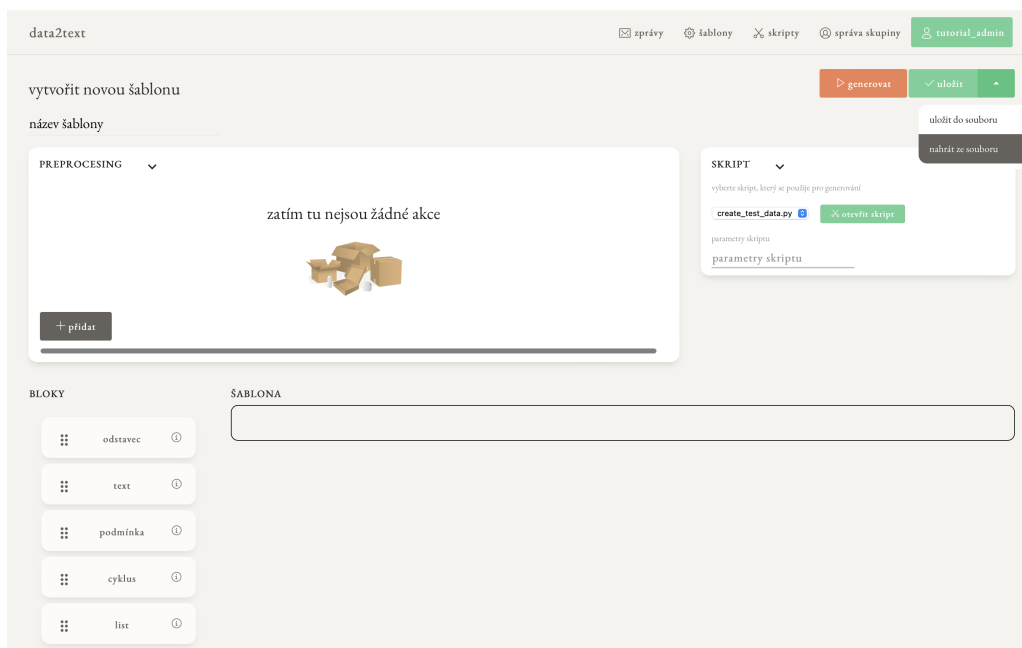 data2text
zprávy
šablony
skripty
správa skupiny
tutorial_admin
vytvořit novou šablonu
generovat
uložit
uložit do souboru
nahrát ze souboru
název šablony
PREPROCESING
zatím tu nejsou žádné akce
+ přidat
SKRIPT
vyberte skript, který se použije pro generování
create_test_data.py
otevřít skript
parametry skriptu
parametry skriptu
BLOKY
odstavec
text
podmínka
cyklus
list
ŠABLONA